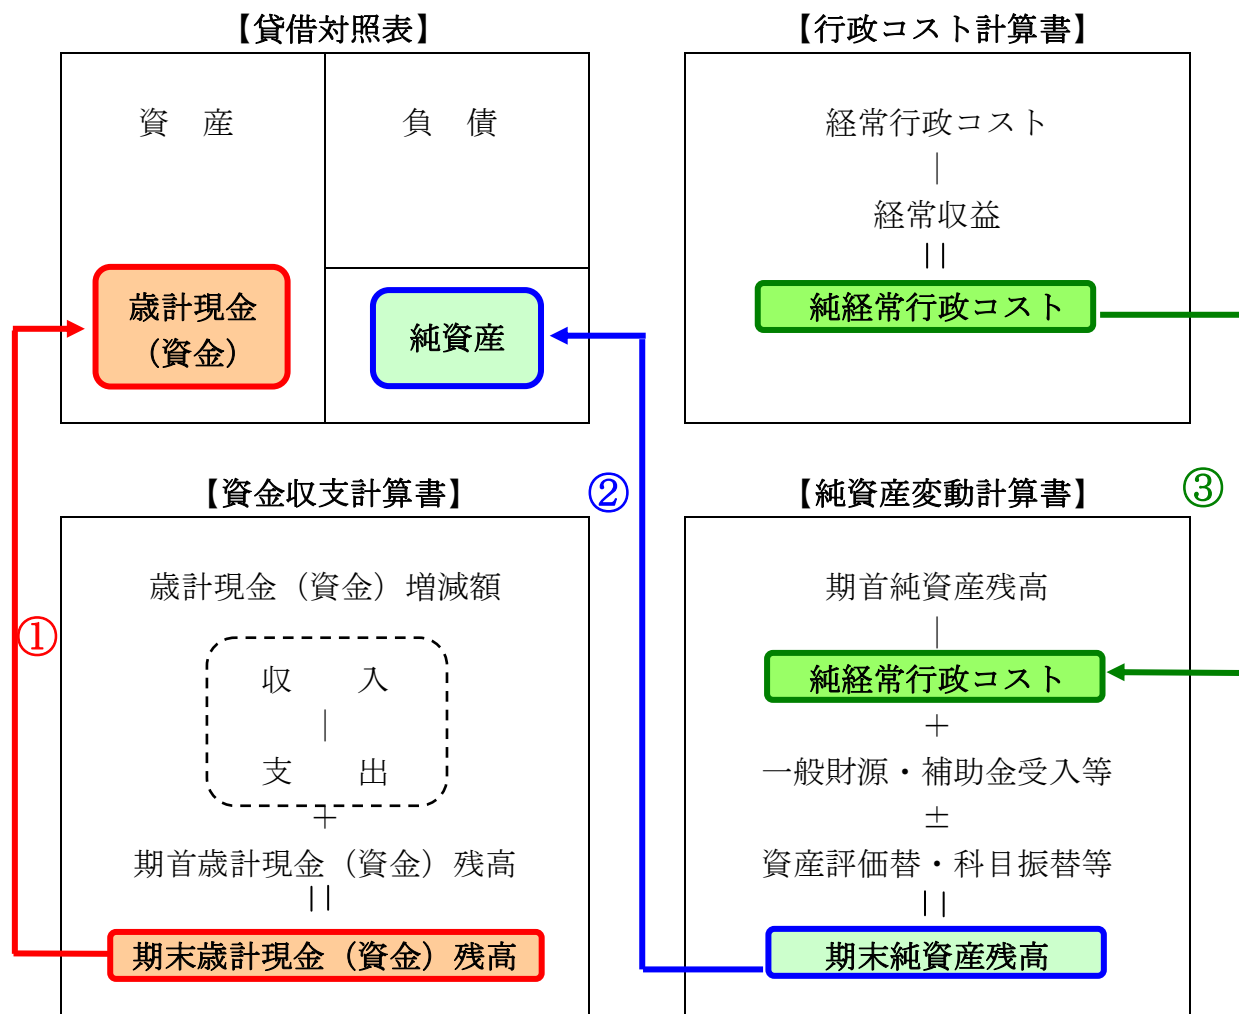 【貸借対照表】
資　産
負　債
歳計現金
（資金）
純資産
【行政コスト計算書】
経常行政コスト
｜
経常収益
||
純経常行政コスト
①
【資金収支計算書】
歳計現金（資金）増減額
収　入
｜
支　出
＋
期首歳計現金（資金）残高
||
期末歳計現金（資金）残高
②
【純資産変動計算書】
③
期首純資産残高
｜
純経常行政コスト
＋
一般財源・補助金受入等
±
資産評価替・科目振替等
||
期末純資産残高